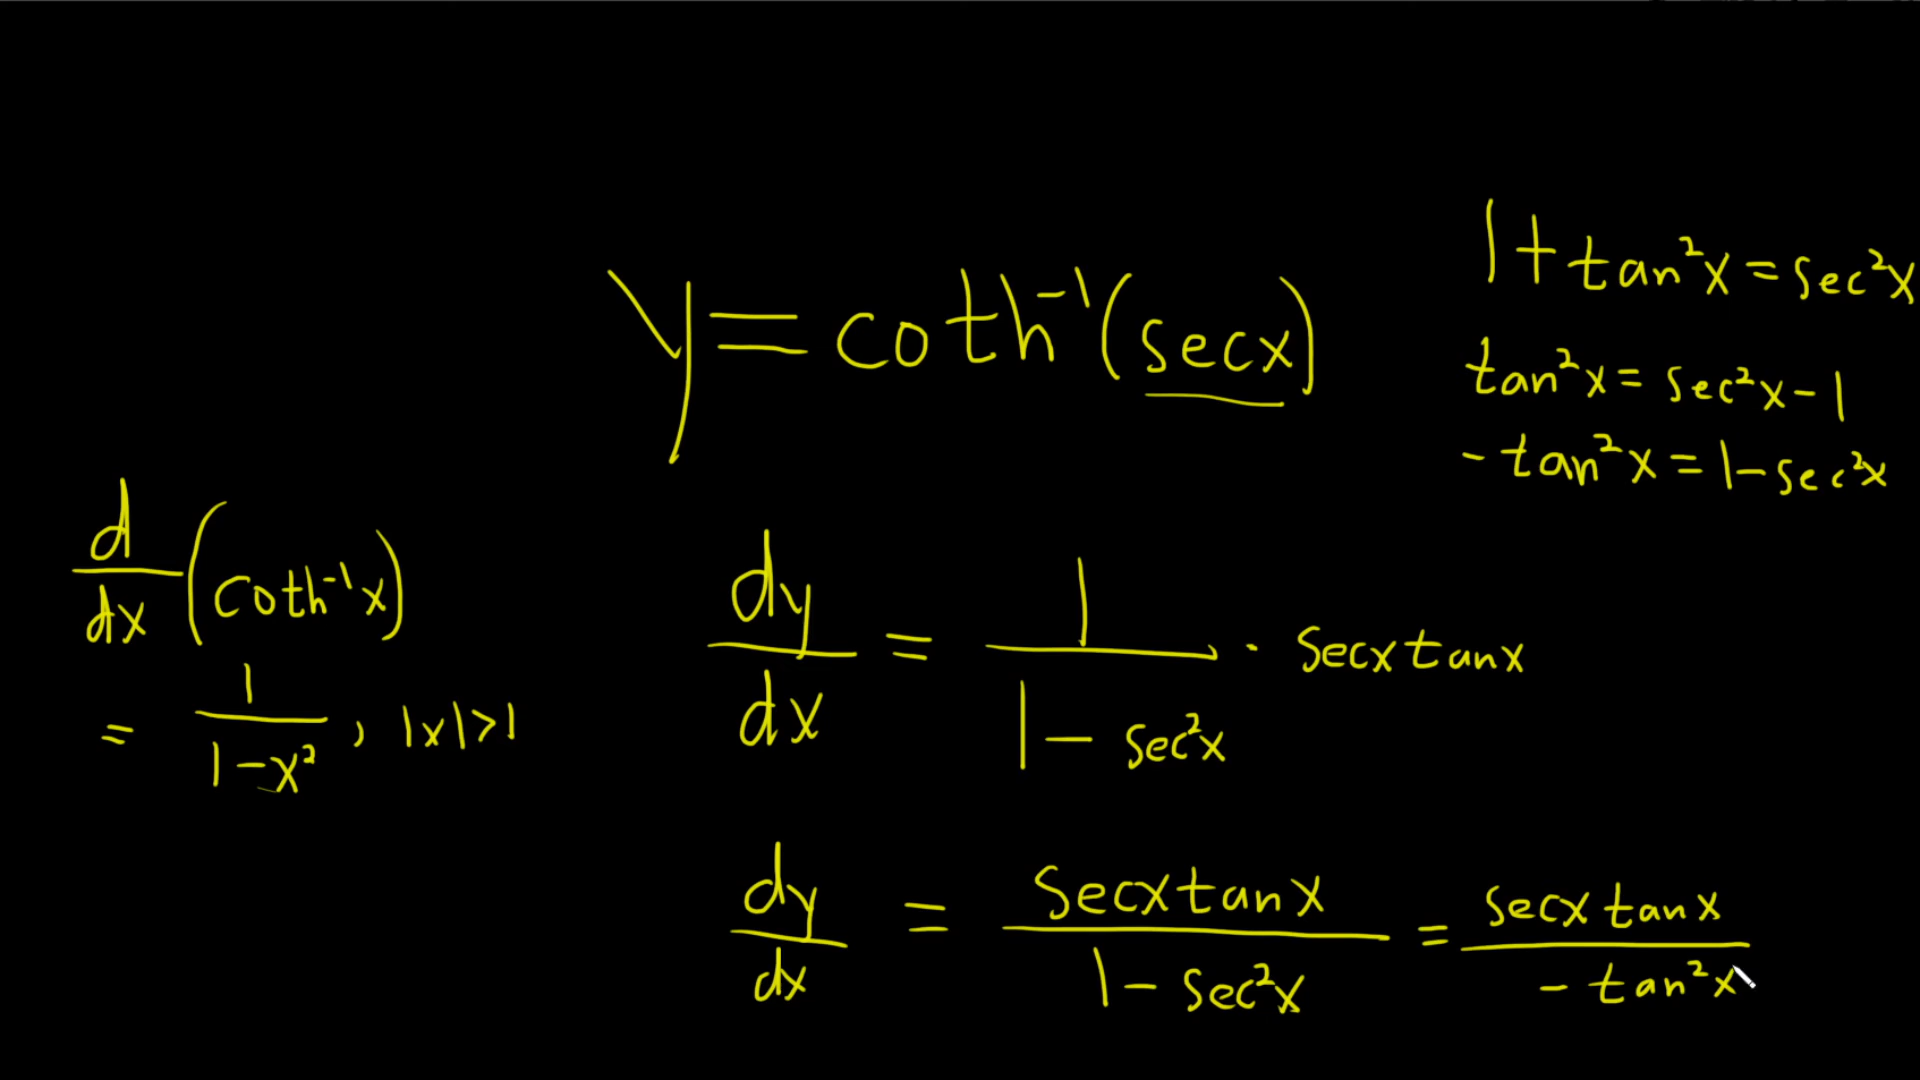 y = coth⁻¹(secx)
1 + tan²x = sec²x
tan²x = sec²x - 1
- tan²x = 1 - sec²x
d/dx (coth⁻¹x)
= 1/(1-x²) , |x|>1
dy/dx = 1/(1 - sec²x) · secx tanx
dy/dx = secx tanx/(1 - sec²x) = secx tanx/(- tan²x)